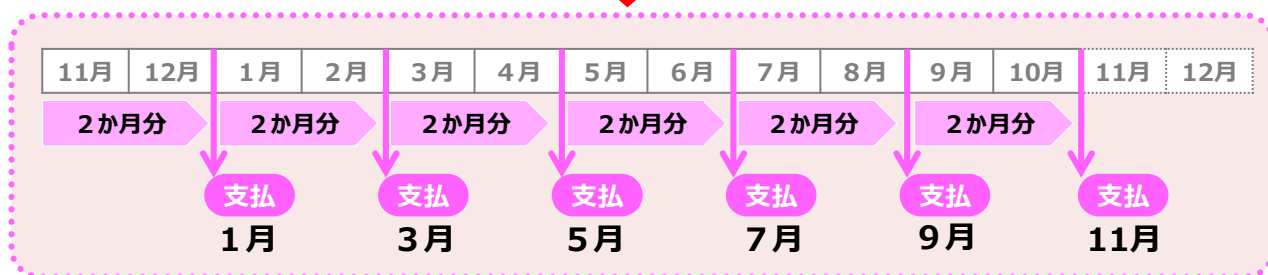 11月 12月 1月 2月 3月 4月 5月 6月 7月 8月 9月 10月 11月 12月
２か月分 ２か月分 ２か月分 ２か月分 ２か月分 ２か月分
支払 支払 支払 支払 支払 支払
1月 3月 5月 7月 9月 11月